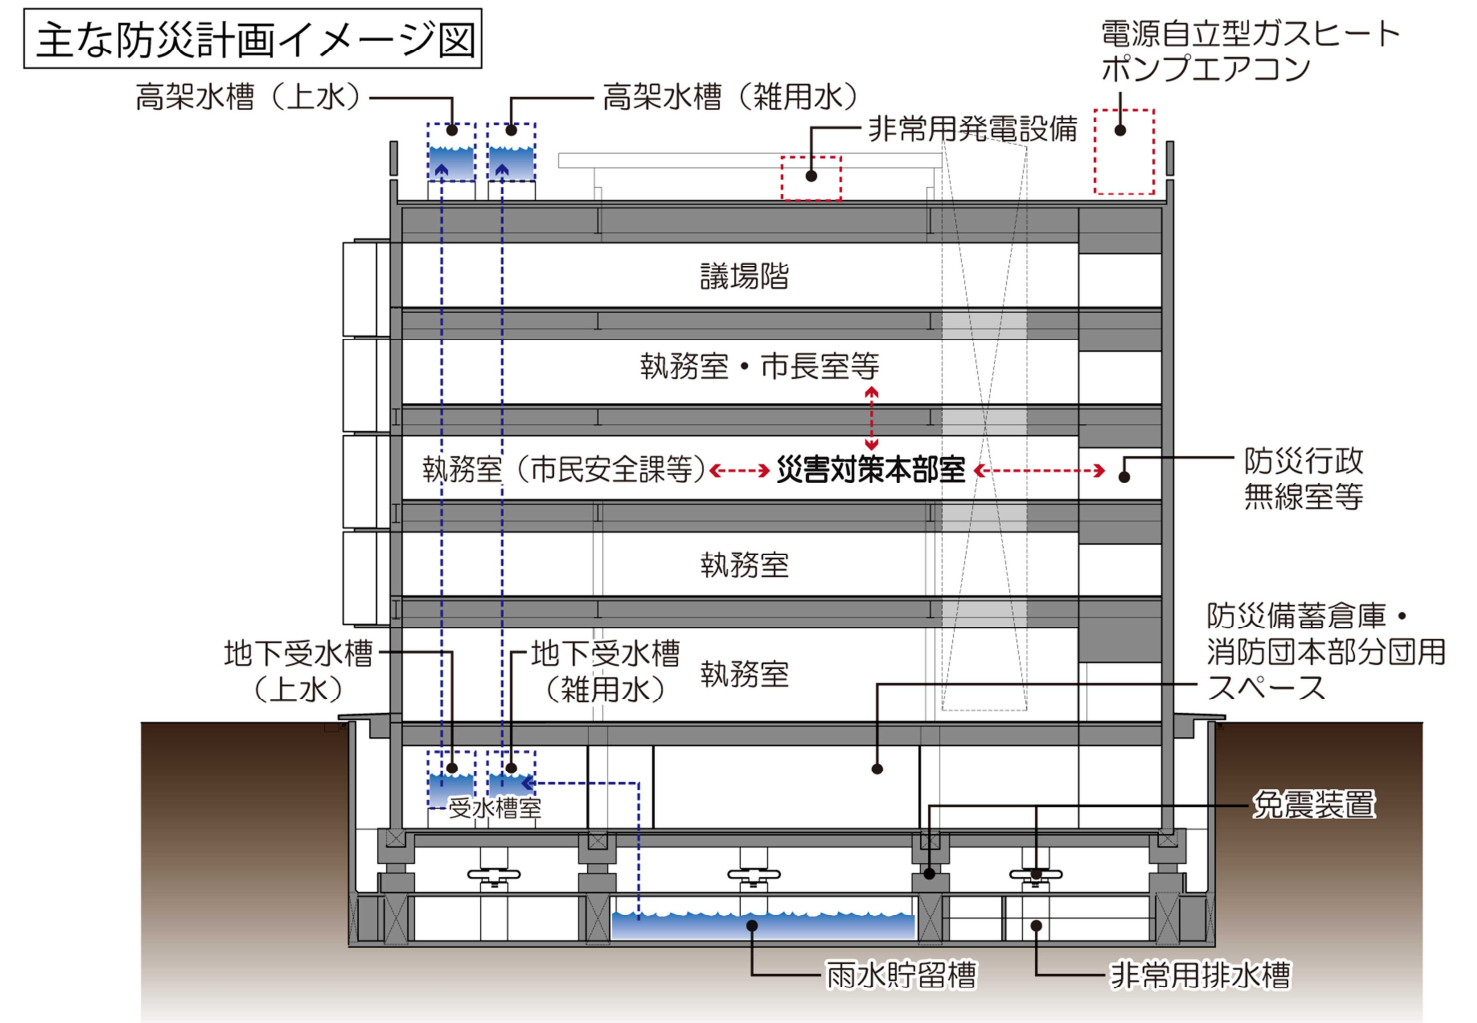 主な防災計画イメージ図
電源自立型ガスヒート
ポンプエアコン
高架水槽（上水）
高架水槽（雑用水）
非常用発電設備
議場階
執務室・市長室等
執務室（市民安全課等）
災害対策本部室
防災行政
無線室等
執務室
防災備蓄倉庫・
消防団本部分団用
スペース
地下受水槽
（上水）
地下受水槽
（雑用水）
執務室
受水槽室
免震装置
雨水貯留槽
非常用排水槽